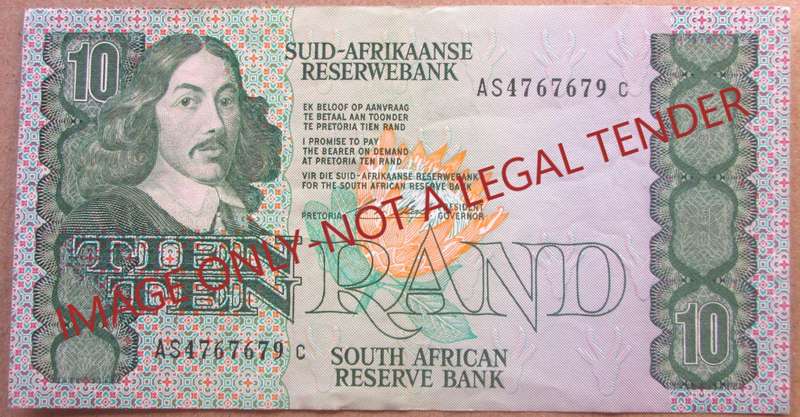 10
SUID-AFRIKAANSE
RESERWEBANK
AS4767679 C
EK BELOOF OP AANVRAAG
TE BETAAL AAN TOONDER
TE PRETORIA TIEN RAND
I PROMISE TO PAY
THE BEARER ON DEMAND
AT PRETORIA TEN RAND
VIR DIE SUID-AFRIKAANSE RESERWEBANK
FOR THE SOUTH AFRICAN RESERVE BANK
PRETORIA
PRESIDENT
GOVERNOR
IMAGE ONLY-NOT A LEGAL TENDER
TIEN
TEN RAND
10
AS4767679 C
SOUTH AFRICAN
RESERVE BANK